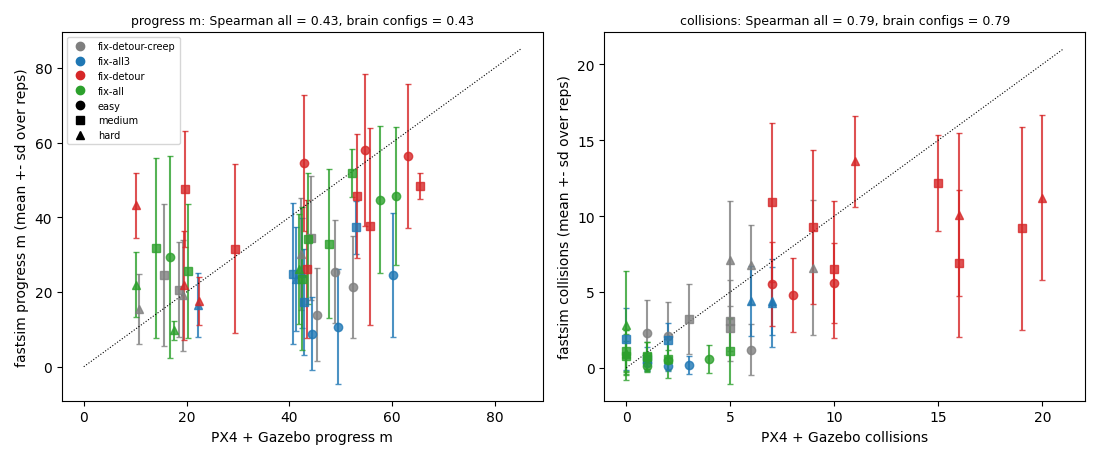 progress m: Spearman all = 0.43, brain configs = 0.43
fastsim progress m (mean +- sd over reps)
80
60
40
20
0
fix-detour-creep
fix-all3
fix-detour
fix-all
easy
medium
hard
0 20 40 60 80
PX4 + Gazebo progress m
collisions: Spearman all = 0.79, brain configs = 0.79
fastsim collisions (mean +- sd over reps)
20
15
10
5
0
0 5 10 15 20
PX4 + Gazebo collisions